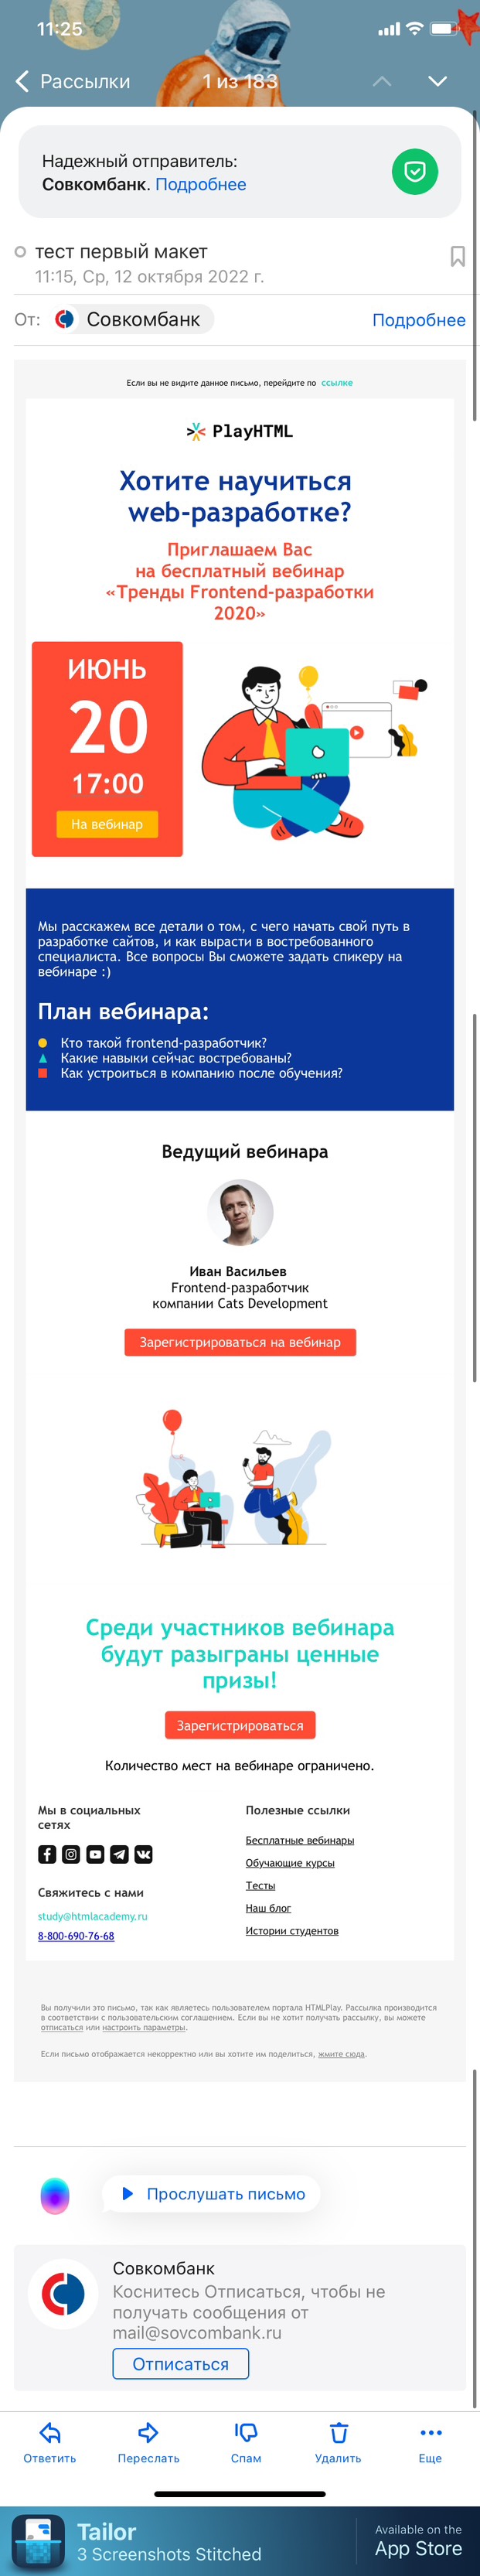 11:25
Рассылки
1 из 183
Надежный отправитель:
Совкомбанк. Подробнее
тест первый макет
11:15, Ср, 12 октября 2022 г.
От: Совкомбанк Подробнее
Если вы не видите данное письмо, перейдите по ссылке
PlayHTML
Хотите научиться
web-разработке?
Приглашаем Вас
на бесплатный вебинар
«Тренды Frontend-разработки
2020»
ИЮНЬ
20
17:00
На вебинар
Мы расскажем все детали о том, с чего начать свой путь в
разработке сайтов, и как вырасти в востребованного
специалиста. Все вопросы Вы сможете задать спикеру на
вебинаре :)
План вебинара:
Кто такой frontend-разработчик?
Какие навыки сейчас востребованы?
Как устроиться в компанию после обучения?
Ведущий вебинара
Иван Васильев
Frontend-разработчик
компании Cats Development
Зарегистрироваться на вебинар
Среди участников вебинара
будут разыграны ценные
призы!
Зарегистрироваться
Количество мест на вебинаре ограничено.
Мы в социальных
сетях
Свяжитесь с нами
study@htmlacademy.ru
8-800-690-76-68
Полезные ссылки
Бесплатные вебинары
Обучающие курсы
Тесты
Наш блог
Истории студентов
Вы получили это письмо, так как являетесь пользователем портала HTMLPlay. Рассылка производится
в соответствии с пользовательским соглашением. Если вы не хотит получать рассылку, вы можете
отписаться или настроить параметры.
Если письмо отображается некорректно или вы хотите им поделиться, жмите сюда.
Прослушать письмо
Совкомбанк
Коснитесь Отписаться, чтобы не
получать сообщения от
mail@sovcombank.ru
Отписаться
Ответить
Переслать
Спам
Удалить
Еще
Tailor
3 Screenshots Stitched
Available on the
App Store